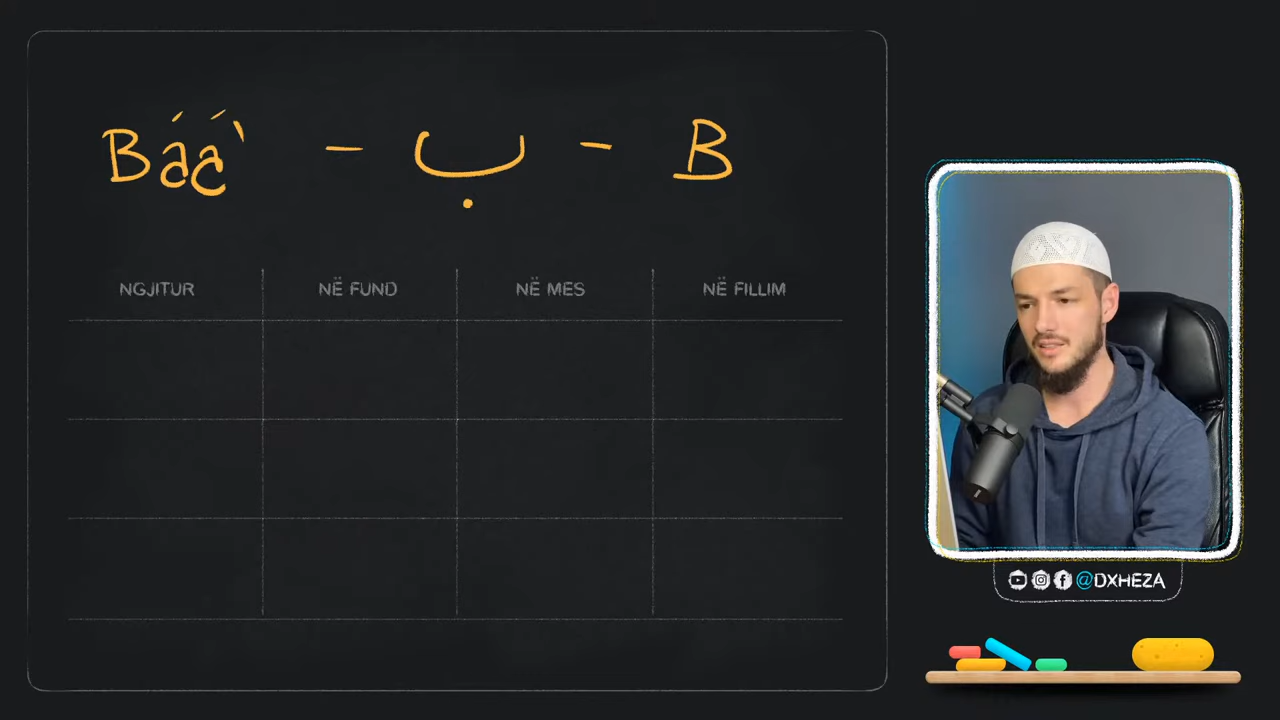 Báá' - ب - B
NGJITUR NË FUND NË MES NË FILLIM
@DXHEZA